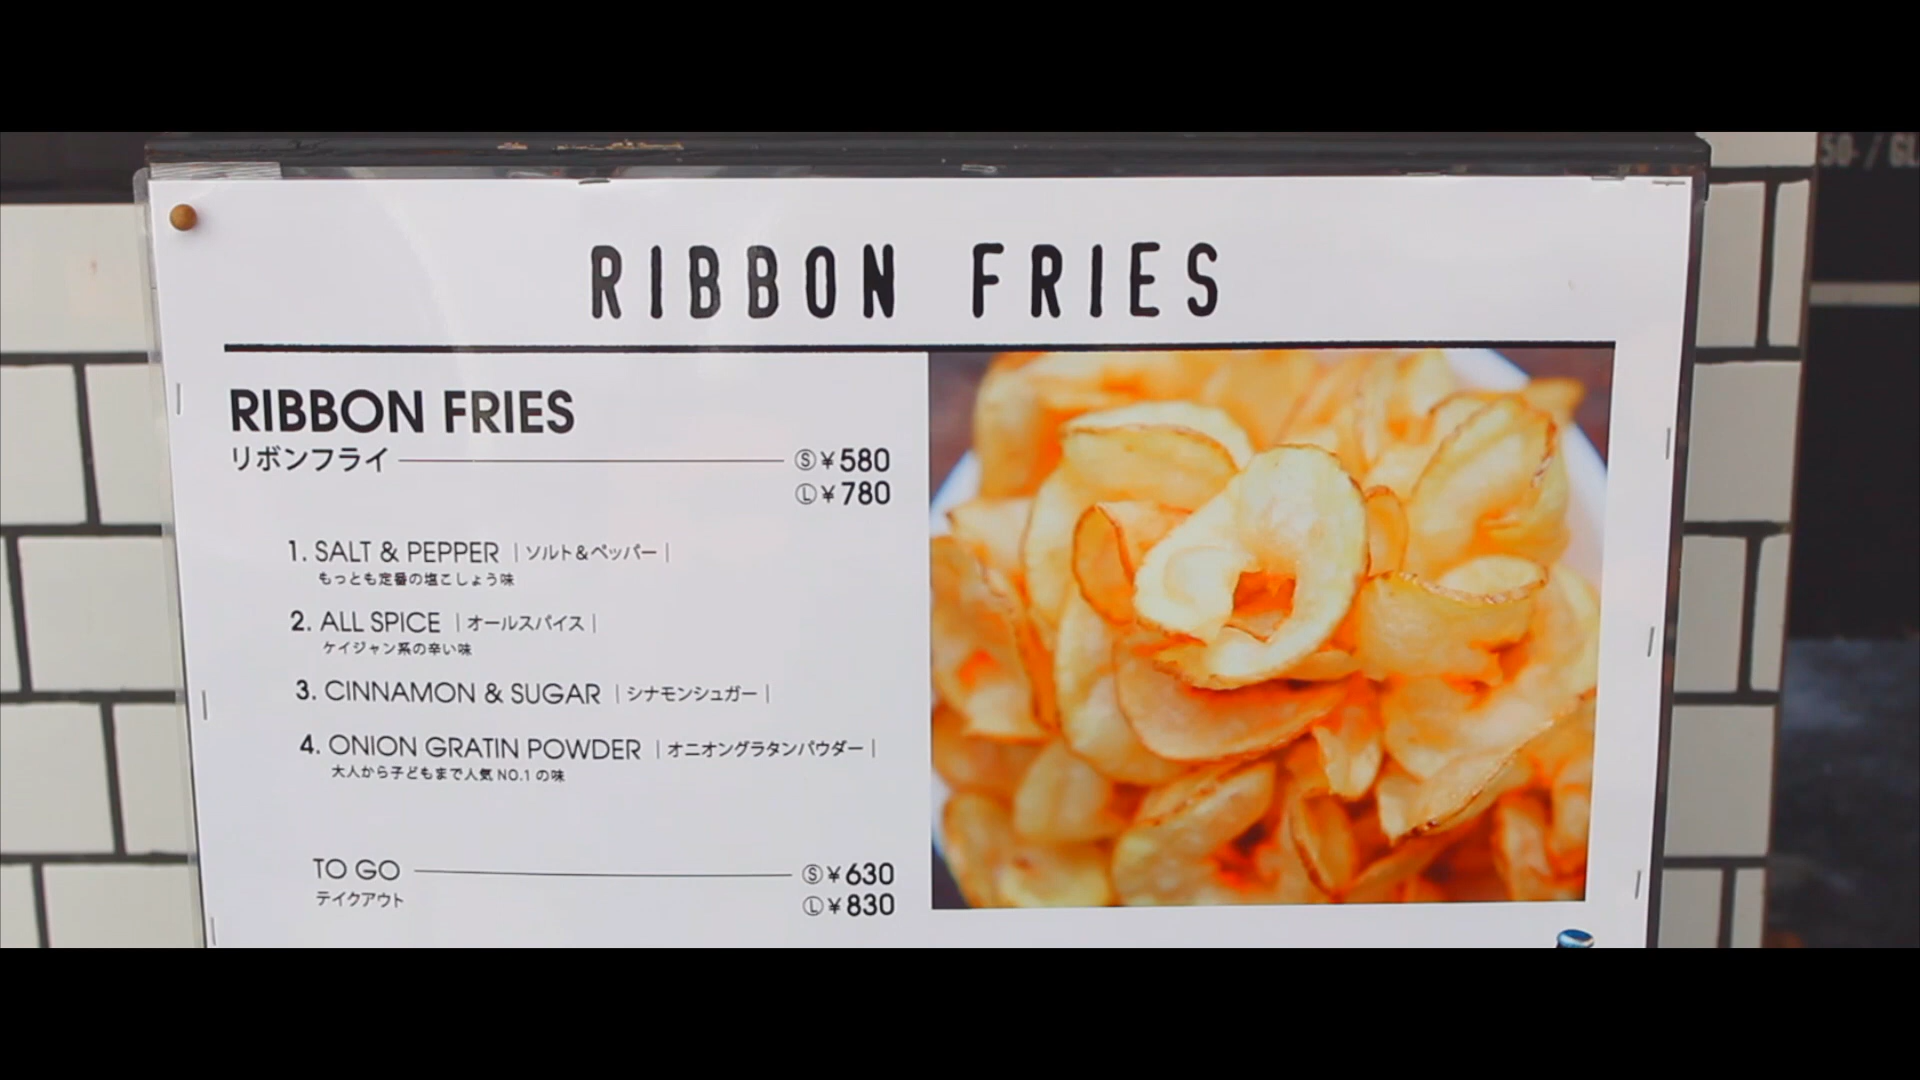 RIBBON FRIES
RIBBON FRIES
リボンフライ Ⓢ¥580
Ⓛ¥780
1. SALT & PEPPER |ソルト&ペッパー|
もっとも定番の塩こしょう味
2. ALL SPICE |オールスパイス|
ケイジャン系の辛い味
3. CINNAMON & SUGAR |シナモンシュガー|
4. ONION GRATIN POWDER |オニオングラタンパウダー|
大人から子どもまで人気 NO.1 の味
TO GO Ⓢ¥630
テイクアウト Ⓛ¥830